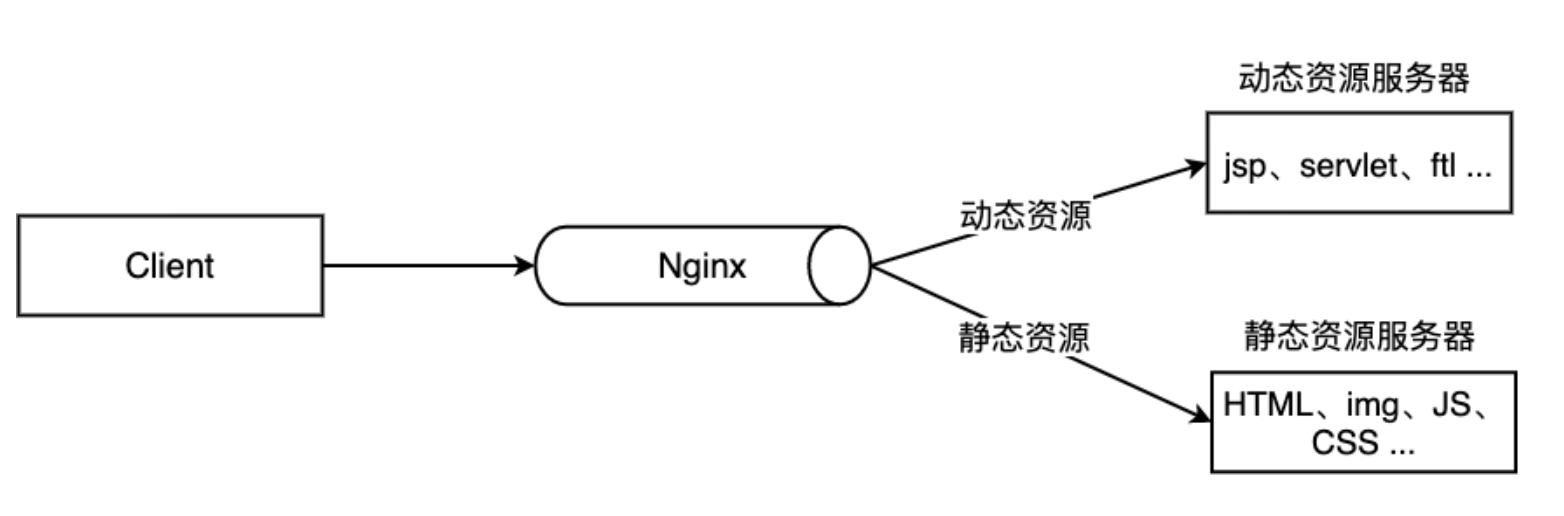 动态资源服务器
jsp、servlet、ftl ...
动态资源
Client
Nginx
静态资源
静态资源服务器
HTML、img、JS、
CSS ...